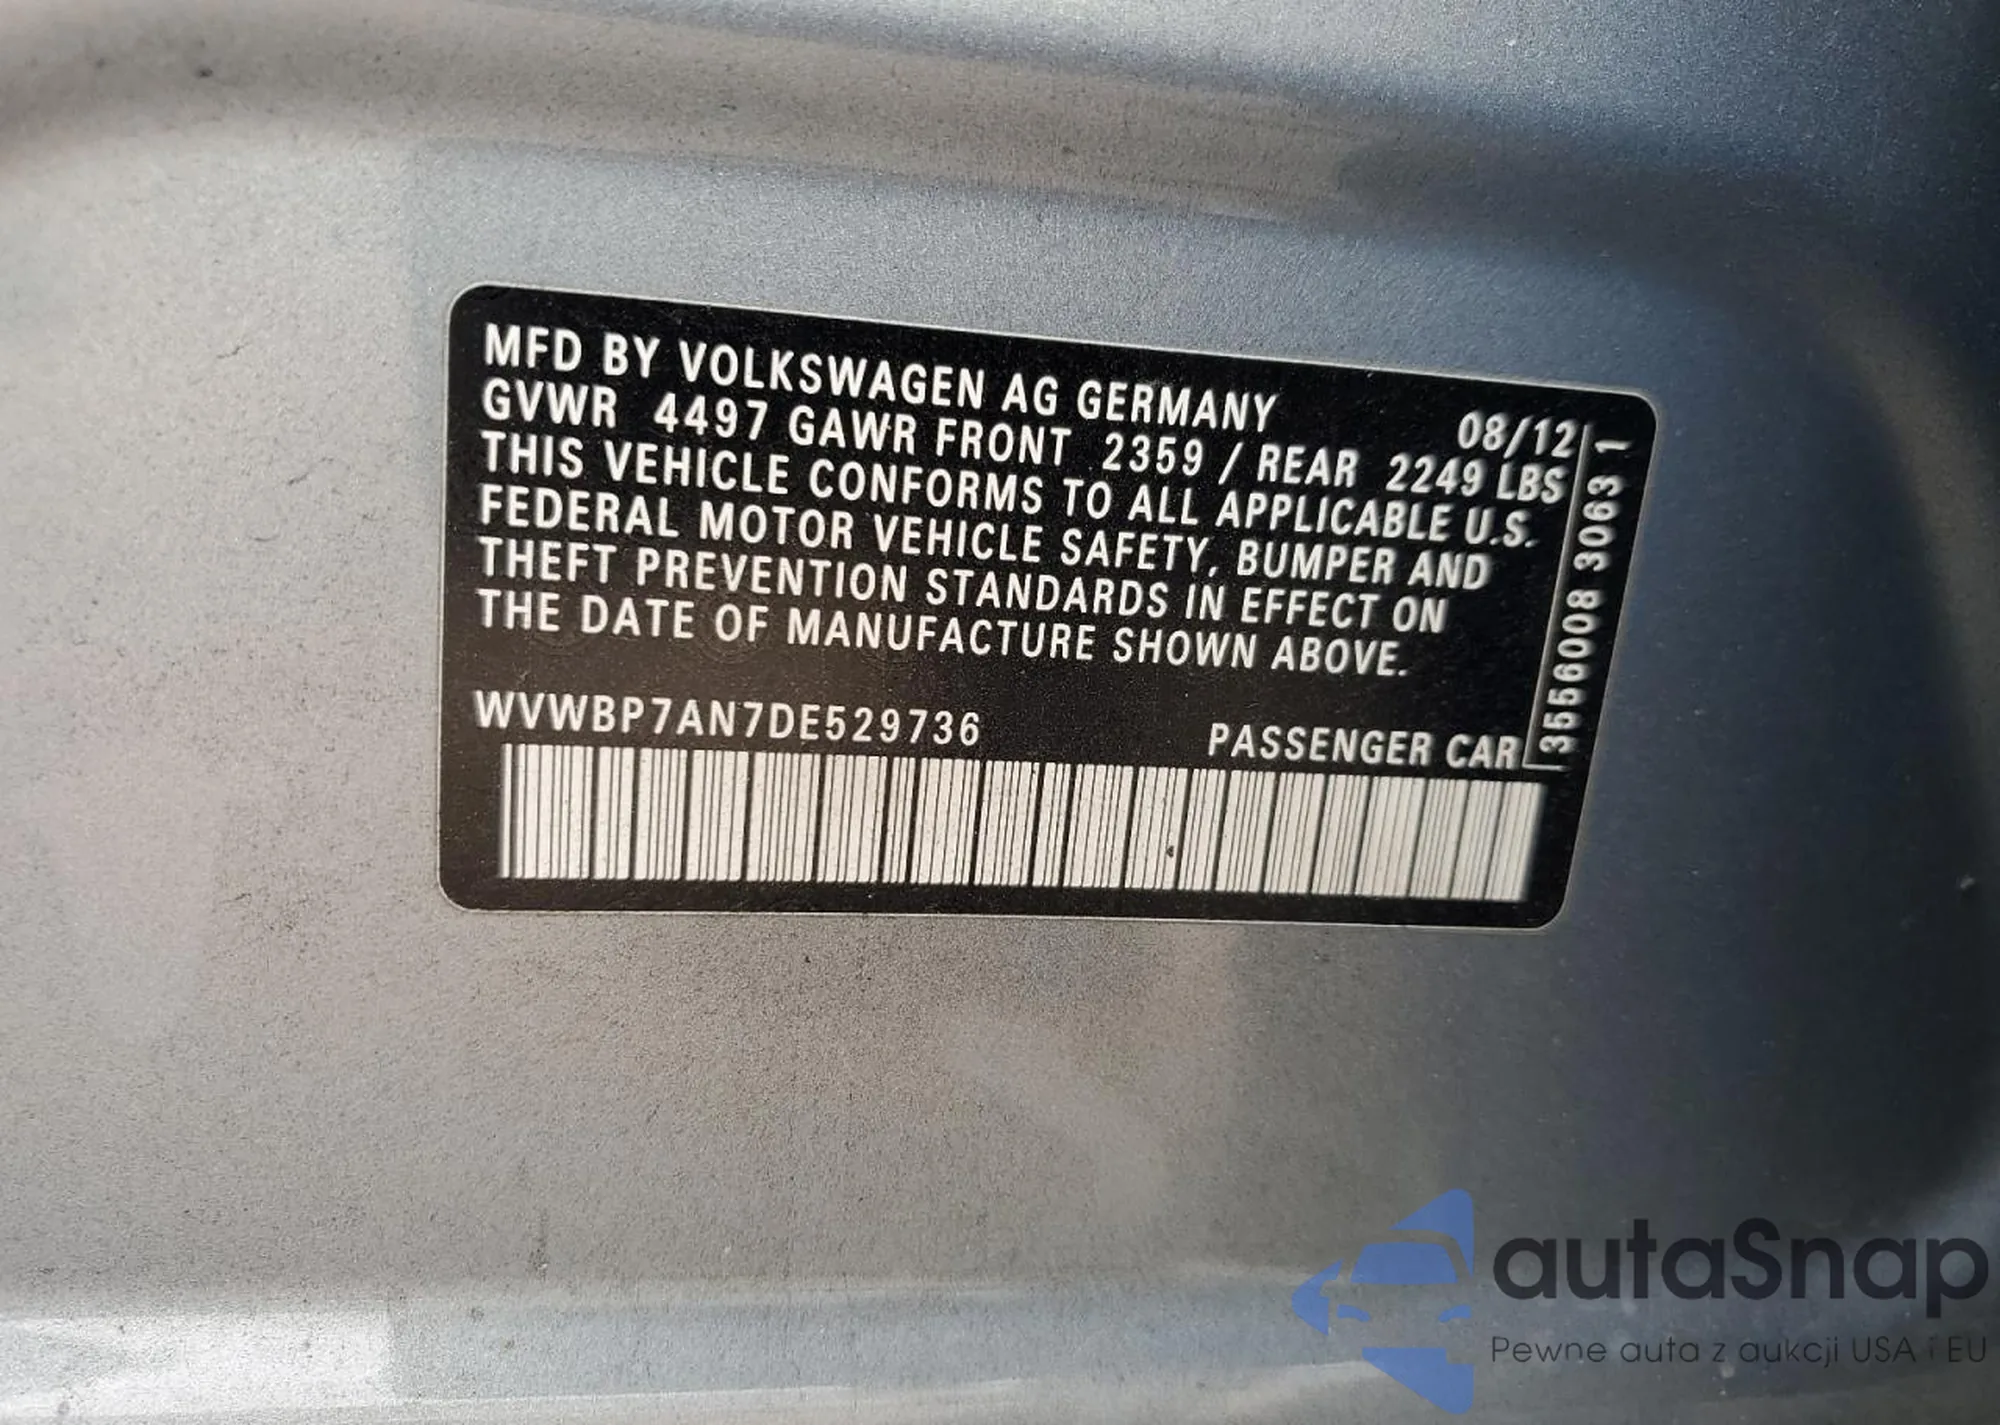 MFD BY VOLKSWAGEN AG GERMANY 08/12
GVWR 4497 GAWR FRONT 2359 / REAR 2249 LBS
THIS VEHICLE CONFORMS TO ALL APPLICABLE U.S.
FEDERAL MOTOR VEHICLE SAFETY, BUMPER AND
THEFT PREVENTION STANDARDS IN EFFECT ON
THE DATE OF MANUFACTURE SHOWN ABOVE.
WVWBP7AN7DE529736 PASSENGER CAR
3556008 3063 1
autaSnap
Pewne auta z aukcji USA i EU